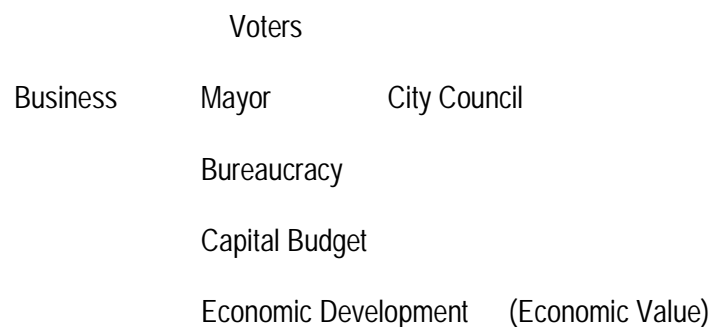 Voters
Business Mayor City Council
Bureaucracy
Capital Budget
Economic Development (Economic Value)